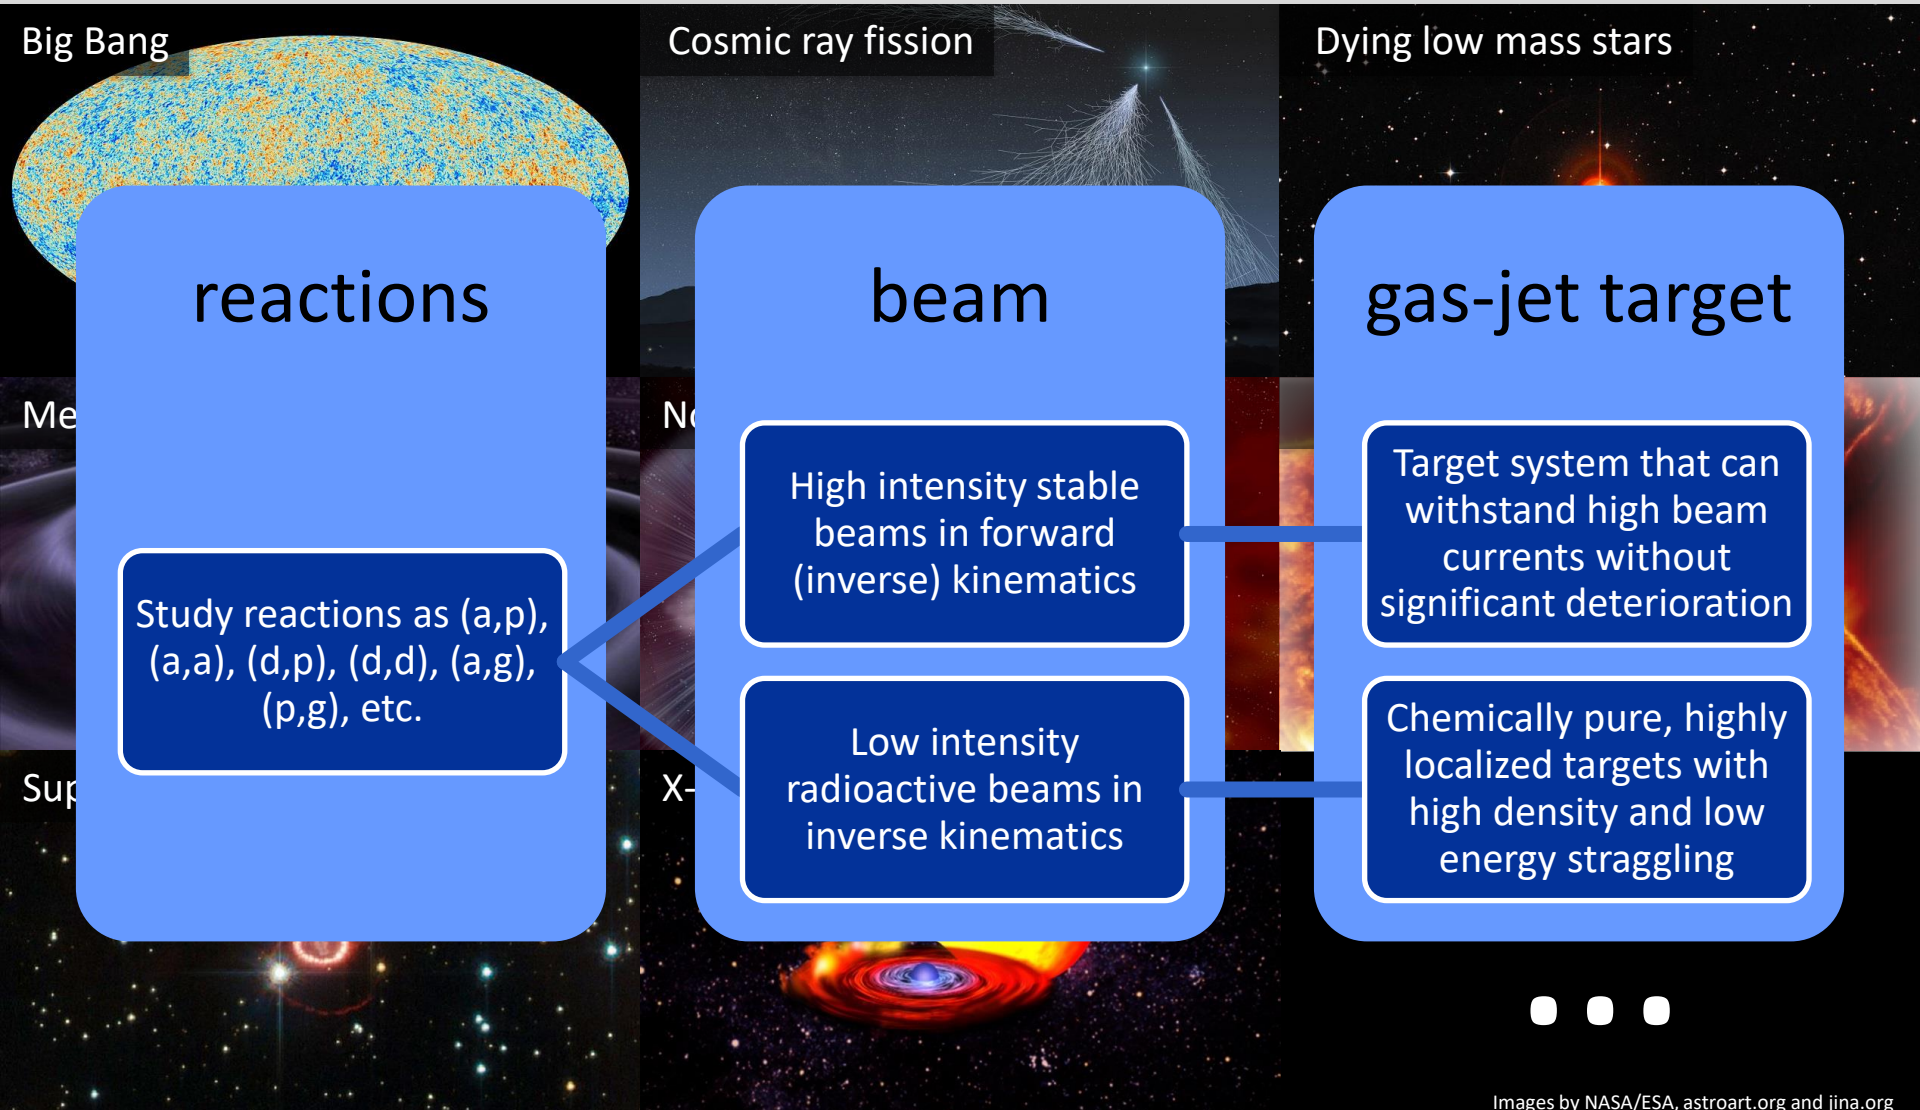 Big Bang
Cosmic ray fission
Dying low mass stars
reactions
beam
gas-jet target
Study reactions as (a,p),
(a,a), (d,p), (d,d), (a,g),
(p,g), etc.
High intensity stable
beams in forward
(inverse) kinematics
Low intensity
radioactive beams in
inverse kinematics
Target system that can
withstand high beam
currents without
significant deterioration
Chemically pure, highly
localized targets with
high density and low
energy straggling
Me
No
Sup
X-
...
Images by NASA/ESA, astroart.org and jina.org